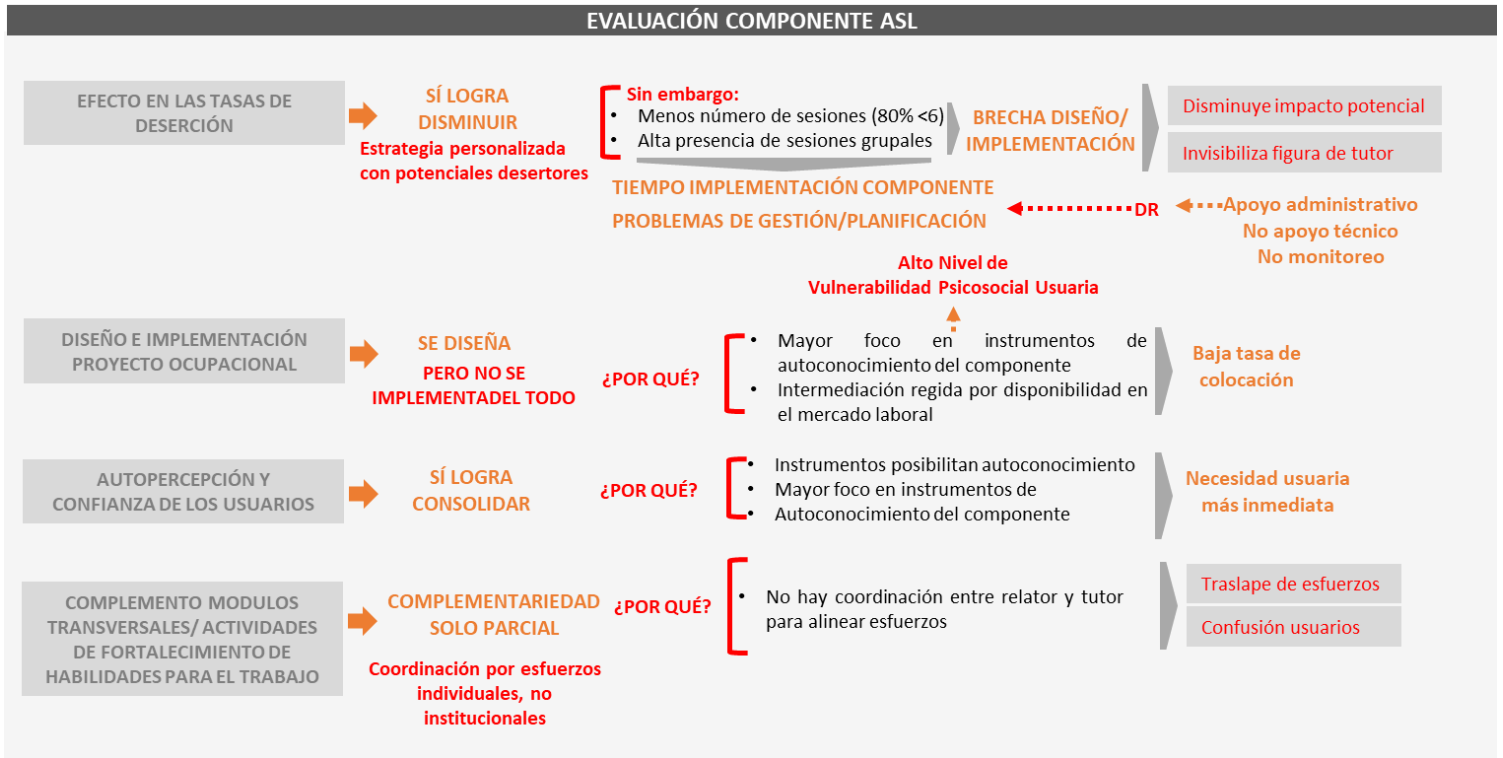 EVALUACIÓN COMPONENTE ASL
EFECTO EN LAS TASAS DE
DESERCIÓN
SÍ LOGRA
DISMINUIR
Estrategia personalizada
con potenciales desertores
Sin embargo:
• Menos número de sesiones (80% <6)
• Alta presencia de sesiones grupales
BRECHA DISEÑO/
IMPLEMENTACIÓN
Disminuye impacto potencial
Invisibiliza figura de tutor
TIEMPO IMPLEMENTACIÓN COMPONENTE
PROBLEMAS DE GESTIÓN/PLANIFICACIÓN
DR
Apoyo administrativo
No apoyo técnico
No monitoreo
Alto Nivel de
Vulnerabilidad Psicosocial Usuaria
DISEÑO E IMPLEMENTACIÓN
PROYECTO OCUPACIONAL
SE DISEÑA
PERO NO SE
IMPLEMENTADEL TODO
¿POR QUÉ?
• Mayor foco en instrumentos de
autoconocimiento del componente
• Intermediación regida por disponibilidad en
el mercado laboral
Baja tasa de
colocación
AUTOPERCEPCIÓN Y
CONFIANZA DE LOS USUARIOS
SÍ LOGRA
CONSOLIDAR
¿POR QUÉ?
• Instrumentos posibilitan autoconocimiento
• Mayor foco en instrumentos de
• Autoconocimiento del componente
Necesidad usuaria
más inmediata
COMPLEMENTO MODULOS
TRANSVERSALES/ ACTIVIDADES
DE FORTALECIMIENTO DE
HABILIDADES PARA EL TRABAJO
COMPLEMENTARIEDAD
SOLO PARCIAL
Coordinación por esfuerzos
individuales, no
institucionales
¿POR QUÉ?
• No hay coordinación entre relator y tutor
para alinear esfuerzos
Traslape de esfuerzos
Confusión usuarios